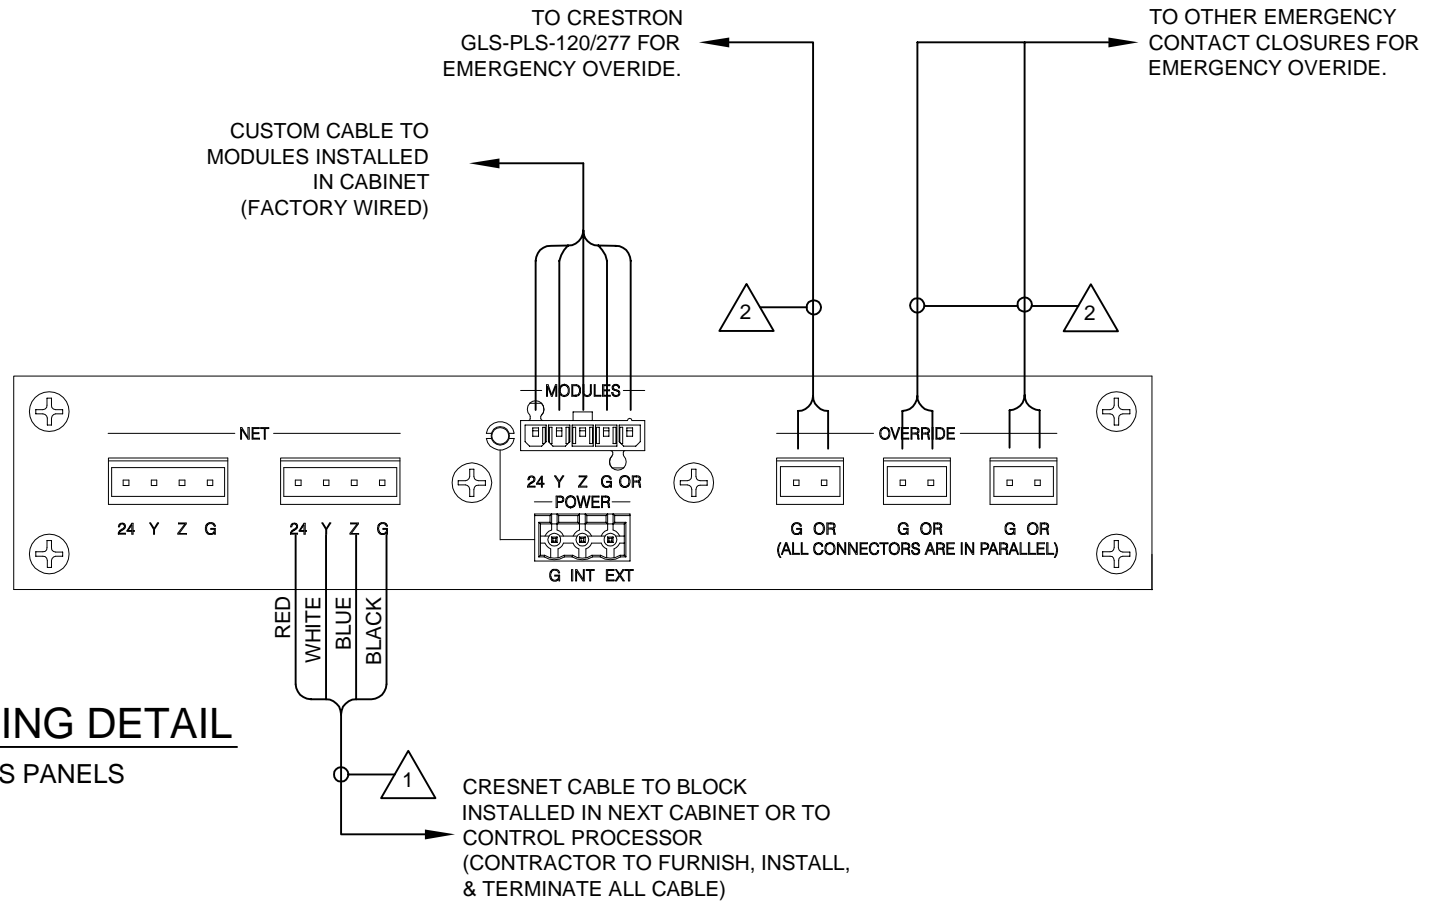 TO CRESTRON
GLS-PLS-120/277 FOR
EMERGENCY OVERIDE.
TO OTHER EMERGENCY
CONTACT CLOSURES FOR
EMERGENCY OVERIDE.
CUSTOM CABLE TO
MODULES INSTALLED
IN CABINET
(FACTORY WIRED)
2
2
MODULES
NET
OVERRIDE
24 Y Z G OR
POWER
24 Y Z G
24 Y Z G
G OR
G OR
G OR
(ALL CONNECTORS ARE IN PARALLEL)
G INT EXT
RED
WHITE
BLUE
BLACK
ING DETAIL
S PANELS
1
CRESNET CABLE TO BLOCK
INSTALLED IN NEXT CABINET OR TO
CONTROL PROCESSOR
(CONTRACTOR TO FURNISH, INSTALL,
& TERMINATE ALL CABLE)